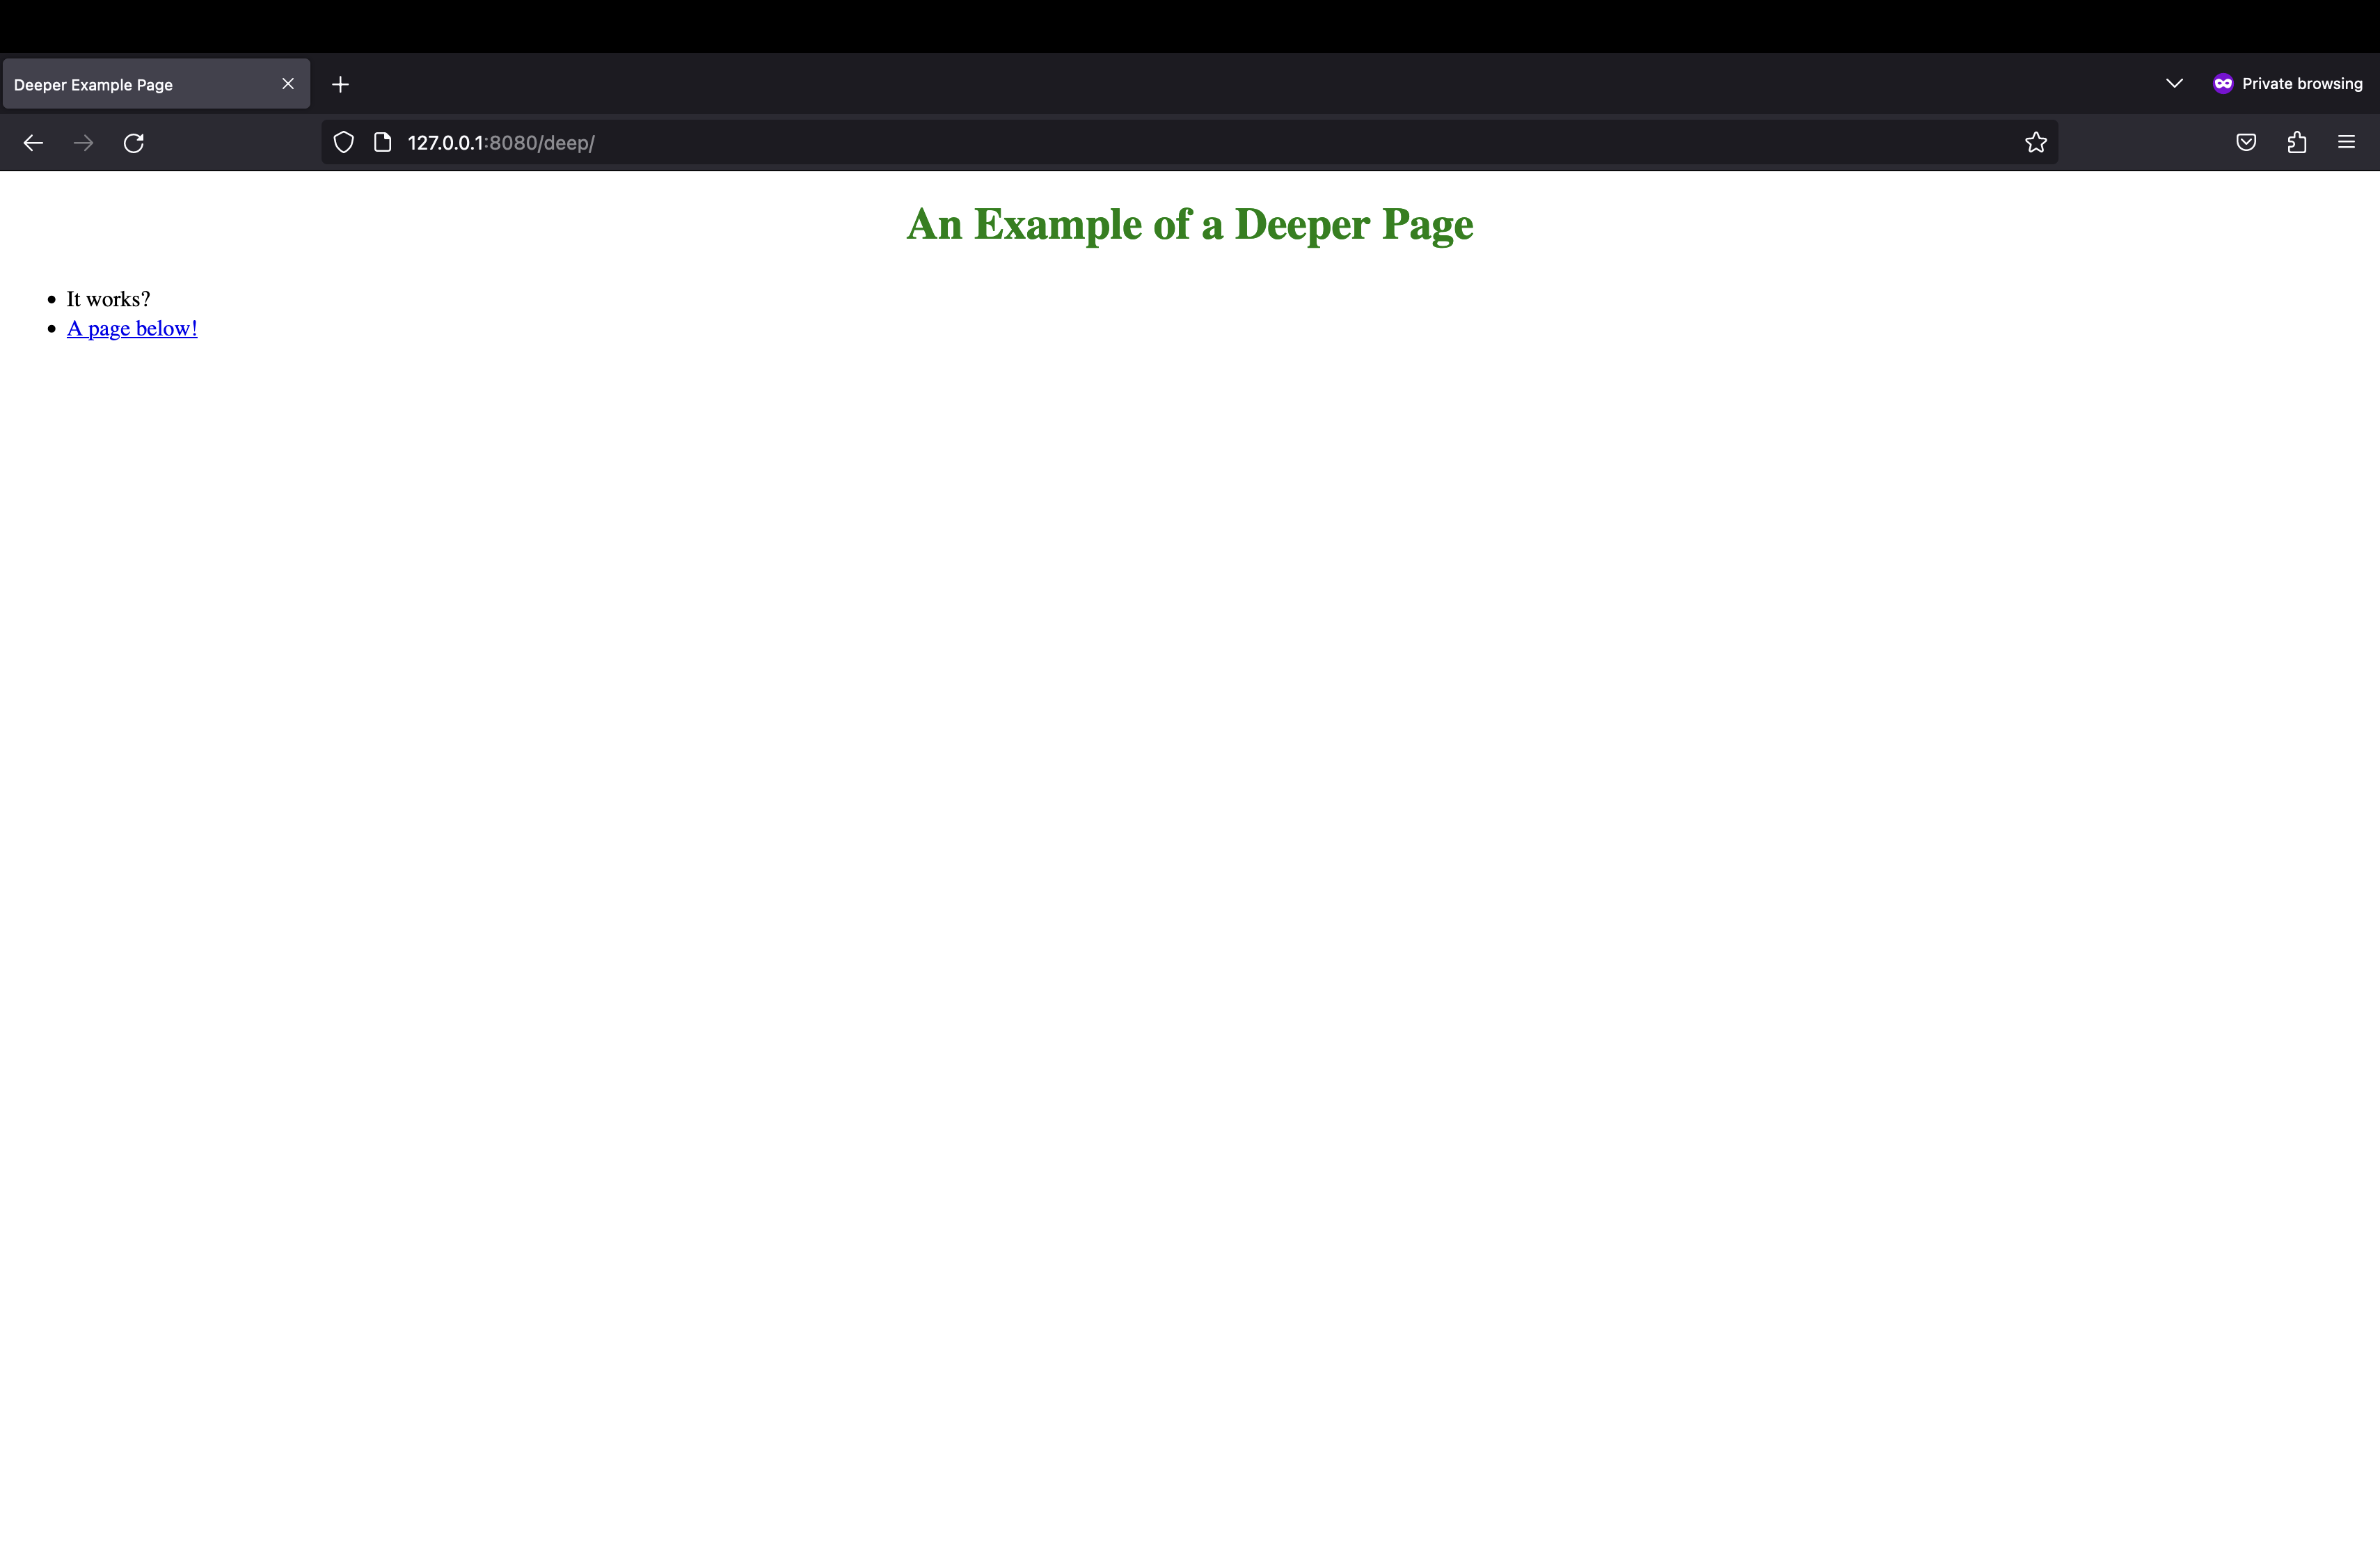 Deeper Example Page
Private browsing
127.0.0.1:8080/deep/
An Example of a Deeper Page
It works?
A page below!